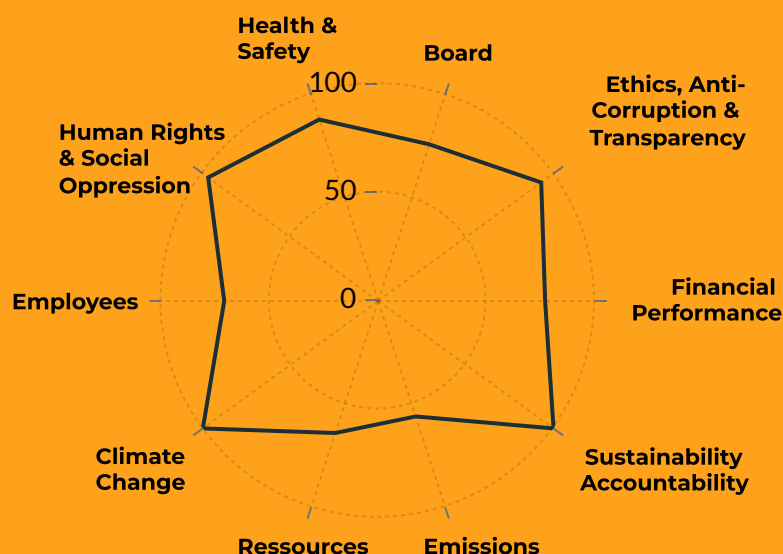 Health &
Safety
Board
100
Ethics, Anti-
Corruption &
Transparency
Human Rights
& Social
Oppression
50
Employees
0
Financial
Performance
Climate
Change
Sustainability
Accountability
Ressources
Emissions